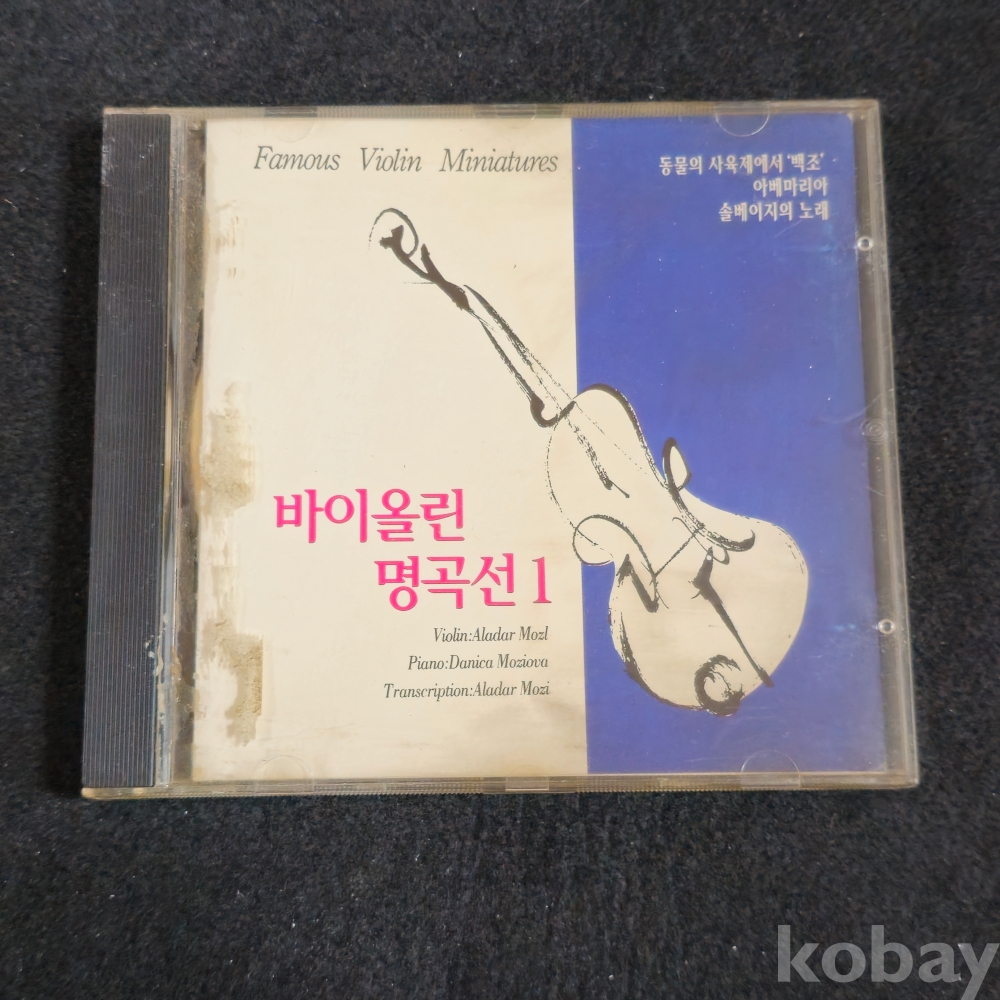 Famous Violin Miniatures
동물의 사육제에서 "백조"
아베마리아
솔베이지의 노래
바이올린
명곡선 1
Violin:Aladar Mozl
Piano:Danica Moziova
Transcription:Aladar Mozi
kobay